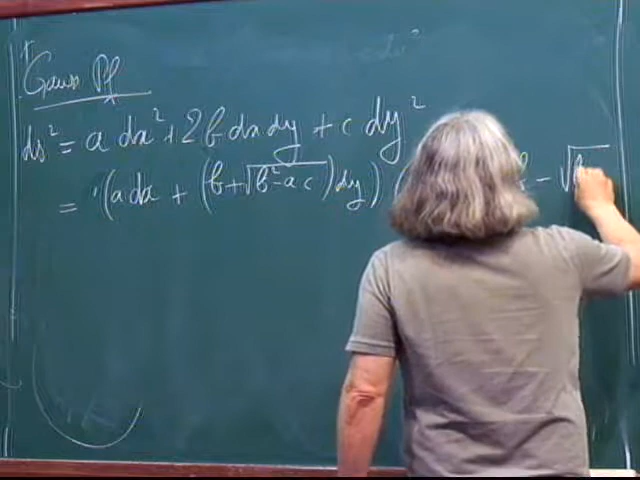 Gauss Pf
ds² = a dx² + 2b dx dy + c dy²
= (a dx + (b + √(b² - ac)) dy) ( - √